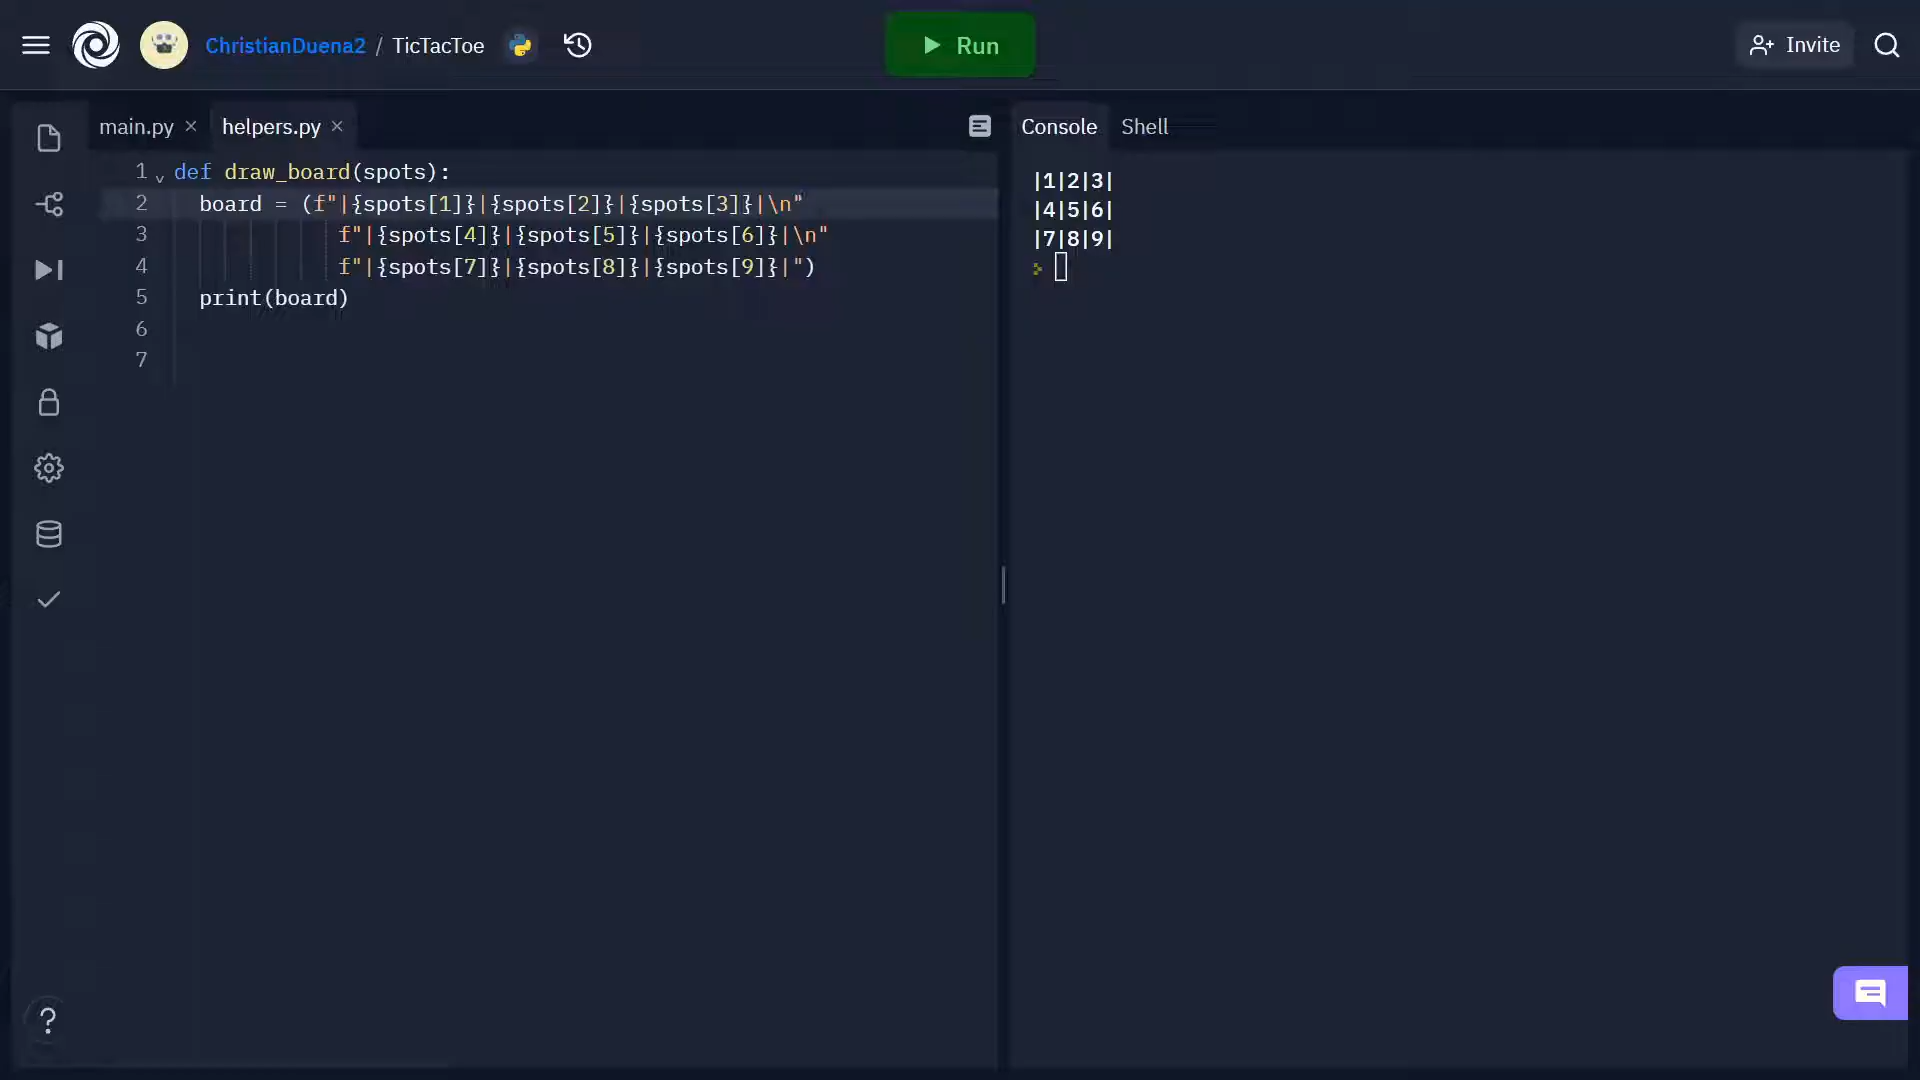 ChristianDuena2 / TicTacToe
Run
Invite
main.py × helpers.py ×
1 def draw_board(spots):
2 board = (f"|{spots[1]}|{spots[2]}|{spots[3]}|\n"
3 f"|{spots[4]}|{spots[5]}|{spots[6]}|\n"
4 f"|{spots[7]}|{spots[8]}|{spots[9]}|")
5 print(board)
6
7
Console Shell
|1|2|3|
|4|5|6|
|7|8|9|
>
?